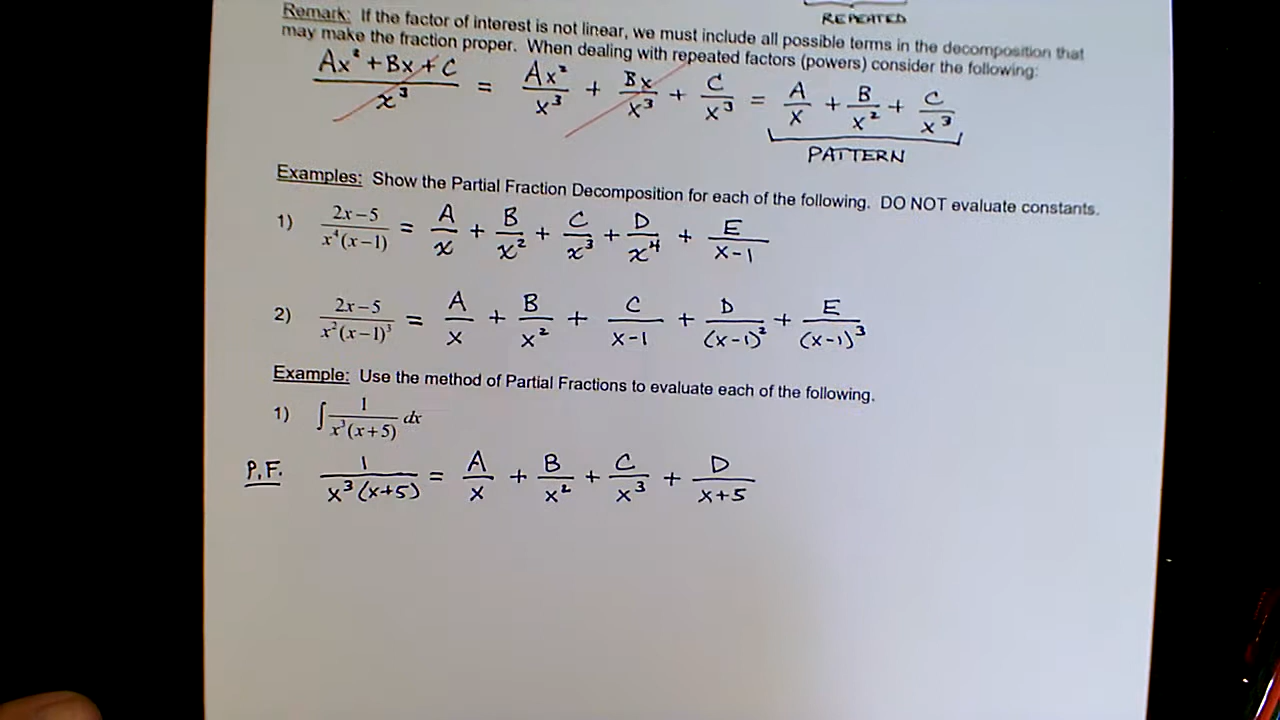 REPEATED
Remark: If the factor of interest is not linear, we must include all possible terms in the decomposition that
may make the fraction proper. When dealing with repeated factors (powers) consider the following:
Ax² + Bx + C / x³ = Ax²/x³ + Bx/x³ + C/x³ = A/x + B/x² + C/x³
PATTERN
Examples: Show the Partial Fraction Decomposition for each of the following. DO NOT evaluate constants.
1) 2x-5 / x⁴(x-1) = A/x + B/x² + C/x³ + D/x⁴ + E/x-1
2) 2x-5 / x²(x-1)³ = A/x + B/x² + C/x-1 + D/(x-1)² + E/(x-1)³
Example: Use the method of Partial Fractions to evaluate each of the following.
1) ∫ 1 / x³(x+5) dx
P.F. 1 / x³(x+5) = A/x + B/x² + C/x³ + D/x+5